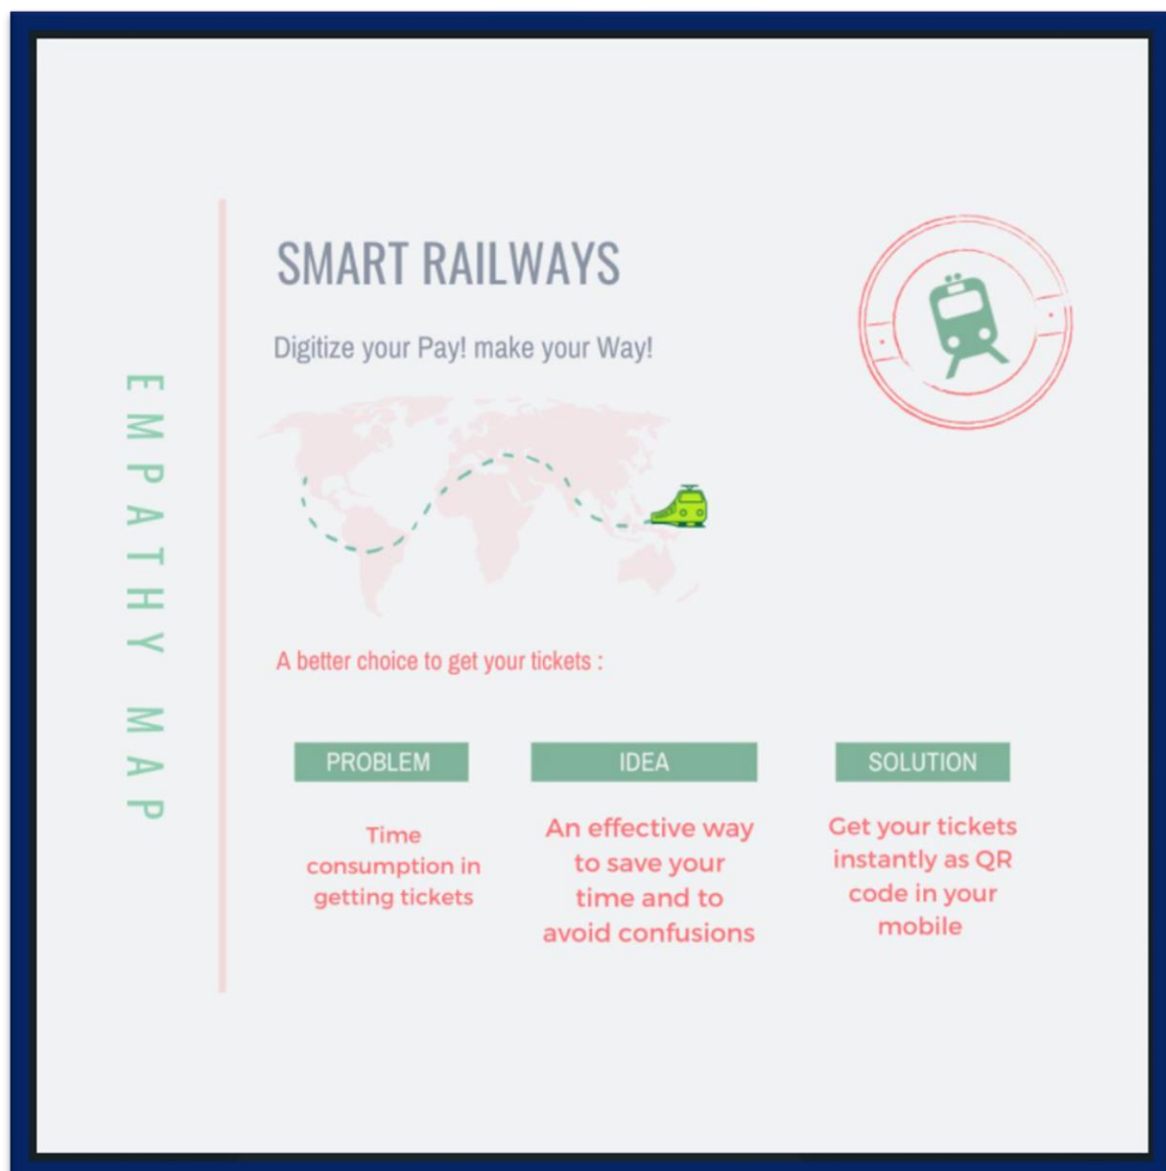 EMPATHY MAP
SMART RAILWAYS
Digitize your Pay! make your Way!
A better choice to get your tickets :
PROBLEM
Time
consumption in
getting tickets
IDEA
An effective way
to save your
time and to
avoid confusions
SOLUTION
Get your tickets
instantly as QR
code in your
mobile